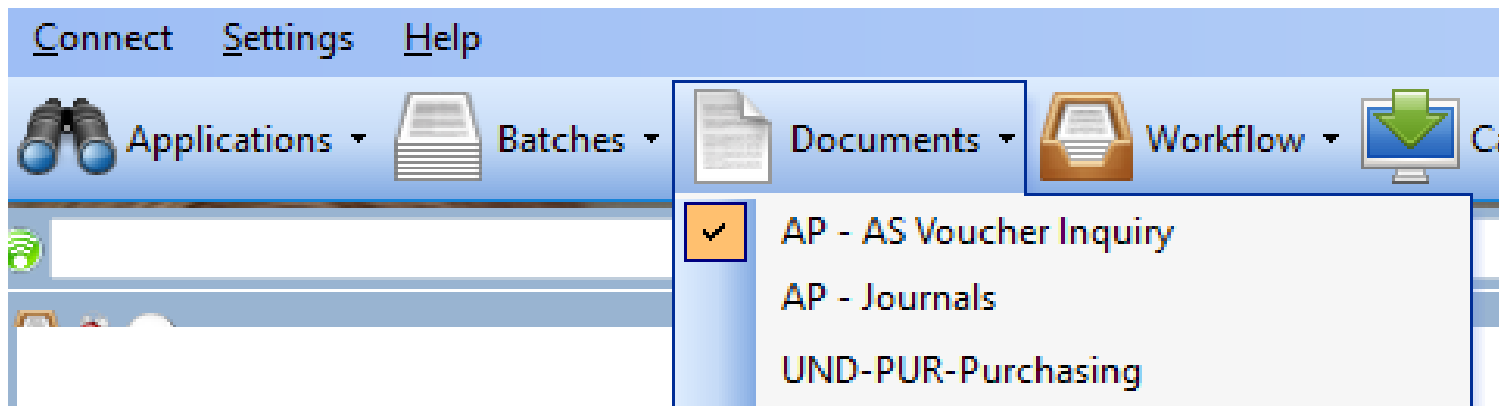 Connect Settings Help
Applications Batches Documents Workflow
AP - AS Voucher Inquiry
AP - Journals
UND-PUR-Purchasing